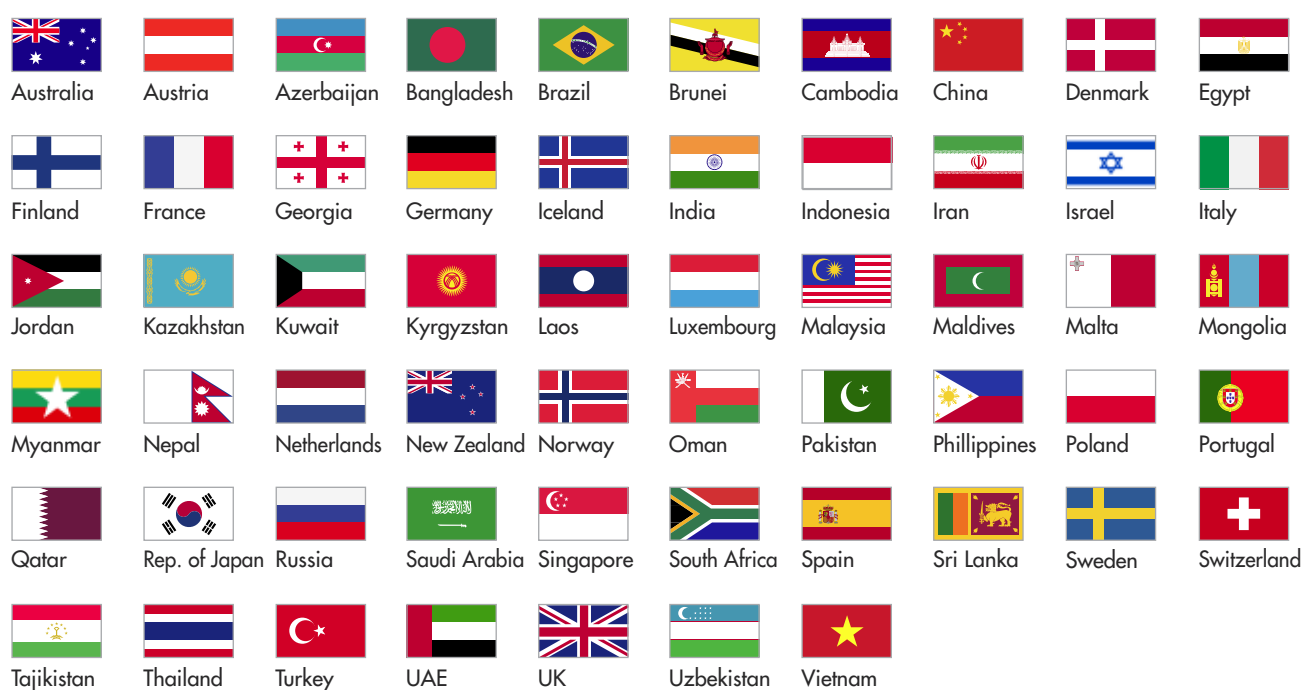 Australia Austria Azerbaijan Bangladesh Brazil Brunei Cambodia China Denmark Egypt
Finland France Georgia Germany Iceland India Indonesia Iran Israel Italy
Jordan Kazakhstan Kuwait Kyrgyzstan Laos Luxembourg Malaysia Maldives Malta Mongolia
Myanmar Nepal Netherlands New Zealand Norway Oman Pakistan Phillippines Poland Portugal
Qatar Rep. of Japan Russia Saudi Arabia Singapore South Africa Spain Sri Lanka Sweden Switzerland
Tajikistan Thailand Turkey UAE UK Uzbekistan Vietnam